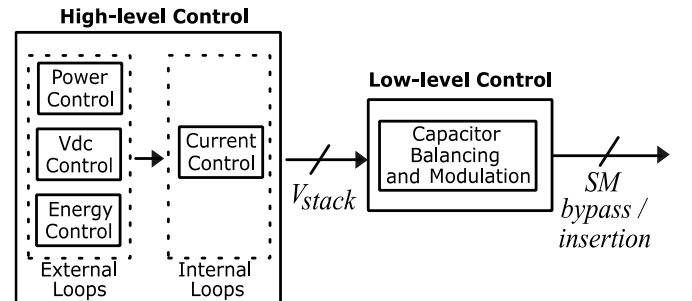 High-level Control
Power
Control
Vdc
Control
Energy
Control
External
Loops
Current
Control
Internal
Loops
Vstack
Low-level Control
Capacitor
Balancing
and Modulation
SM
bypass /
insertion